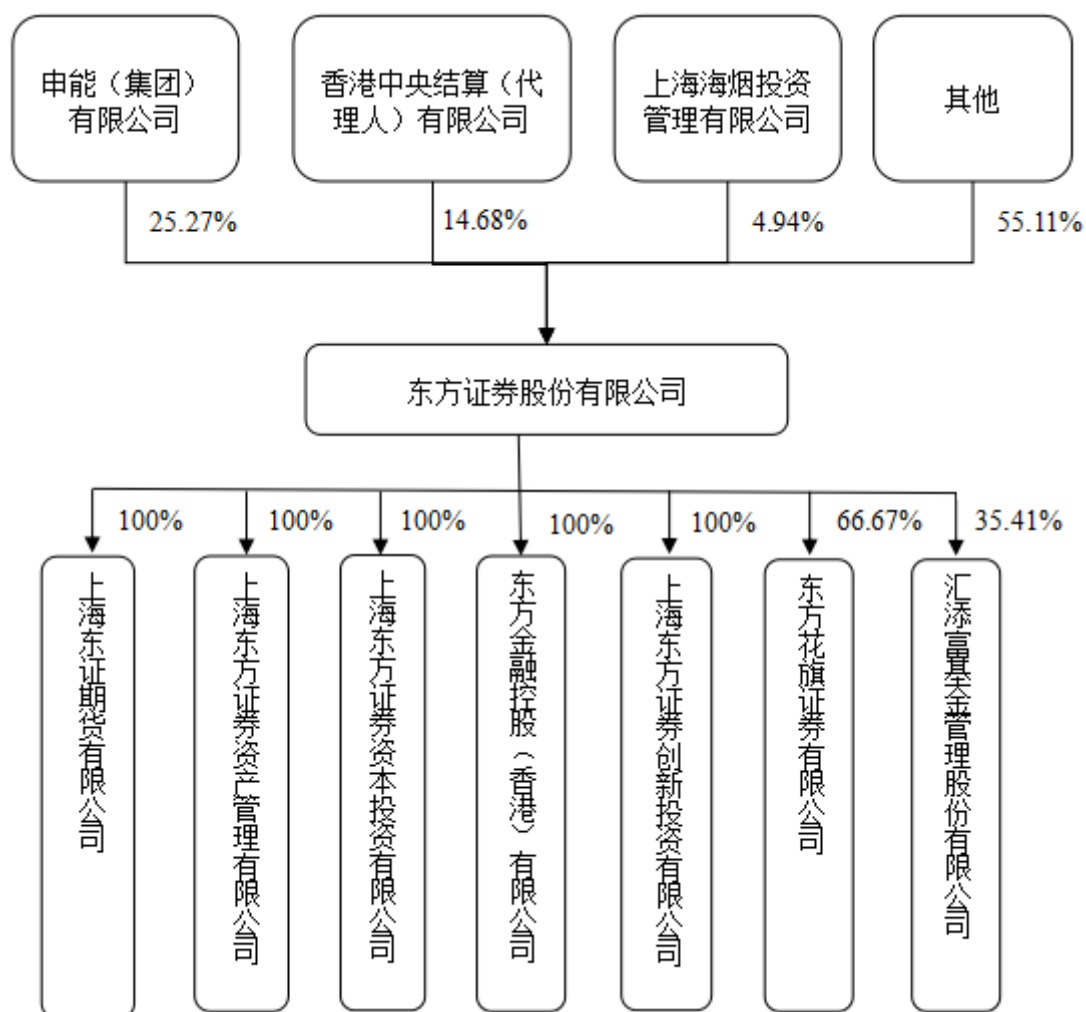 申能（集团）
有限公司
香港中央结算（代
理人）有限公司
上海海烟投资
管理有限公司
其他
25.27%
14.68%
4.94%
55.11%
东方证券股份有限公司
100%
100%
100%
100%
100%
66.67%
35.41%
上海东证期货有限公司
上海东方证券资产管理有限公司
上海东方证券资本投资有限公司
东方金融控股（香港）有限公司
上海东方证券创新投资有限公司
东方花旗证券有限公司
汇添富基金管理股份有限公司